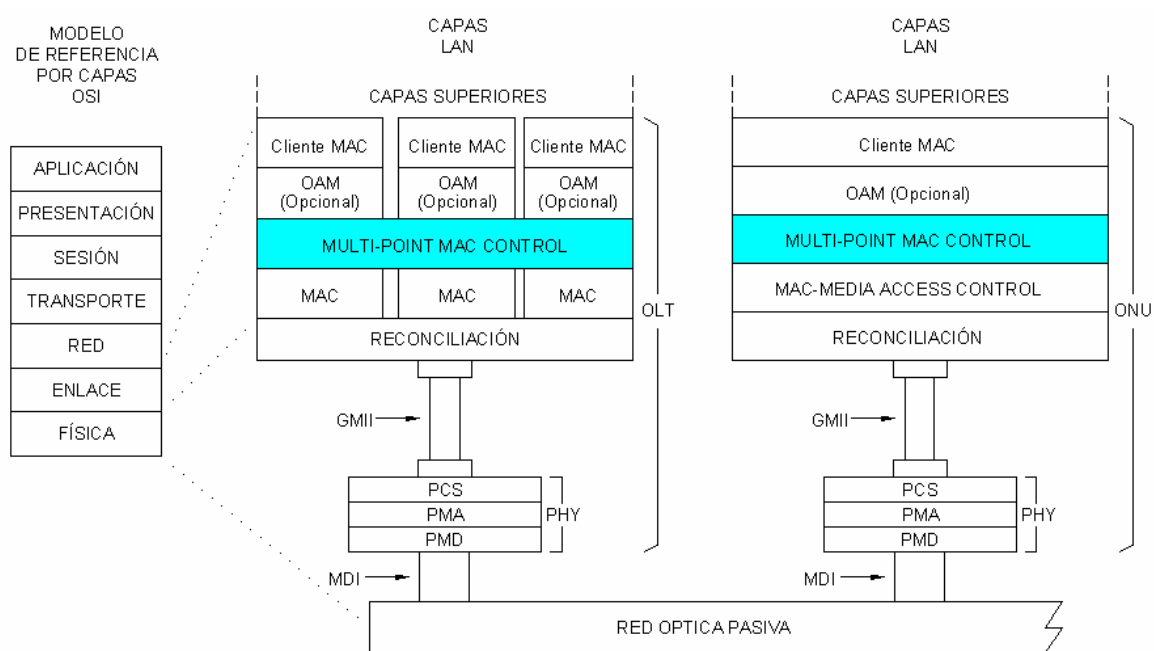 MODELO
DE REFERENCIA
POR CAPAS
OSI
APLICACIÓN
PRESENTACIÓN
SESIÓN
TRANSPORTE
RED
ENLACE
FÍSICA
CAPAS
LAN
CAPAS SUPERIORES
Cliente MAC
Cliente MAC
Cliente MAC
OAM
(Opcional)
OAM
(Opcional)
OAM
(Opcional)
MULTI-POINT MAC CONTROL
MAC
MAC
MAC
RECONCILIACIÓN
OLT
GMII
PCS
PMA
PMD
PHY
MDI
CAPAS
LAN
CAPAS SUPERIORES
Cliente MAC
OAM (Opcional)
MULTI-POINT MAC CONTROL
MAC-MEDIA ACCESS CONTROL
RECONCILIACIÓN
ONU
GMII
PCS
PMA
PMD
PHY
MDI
RED OPTICA PASIVA